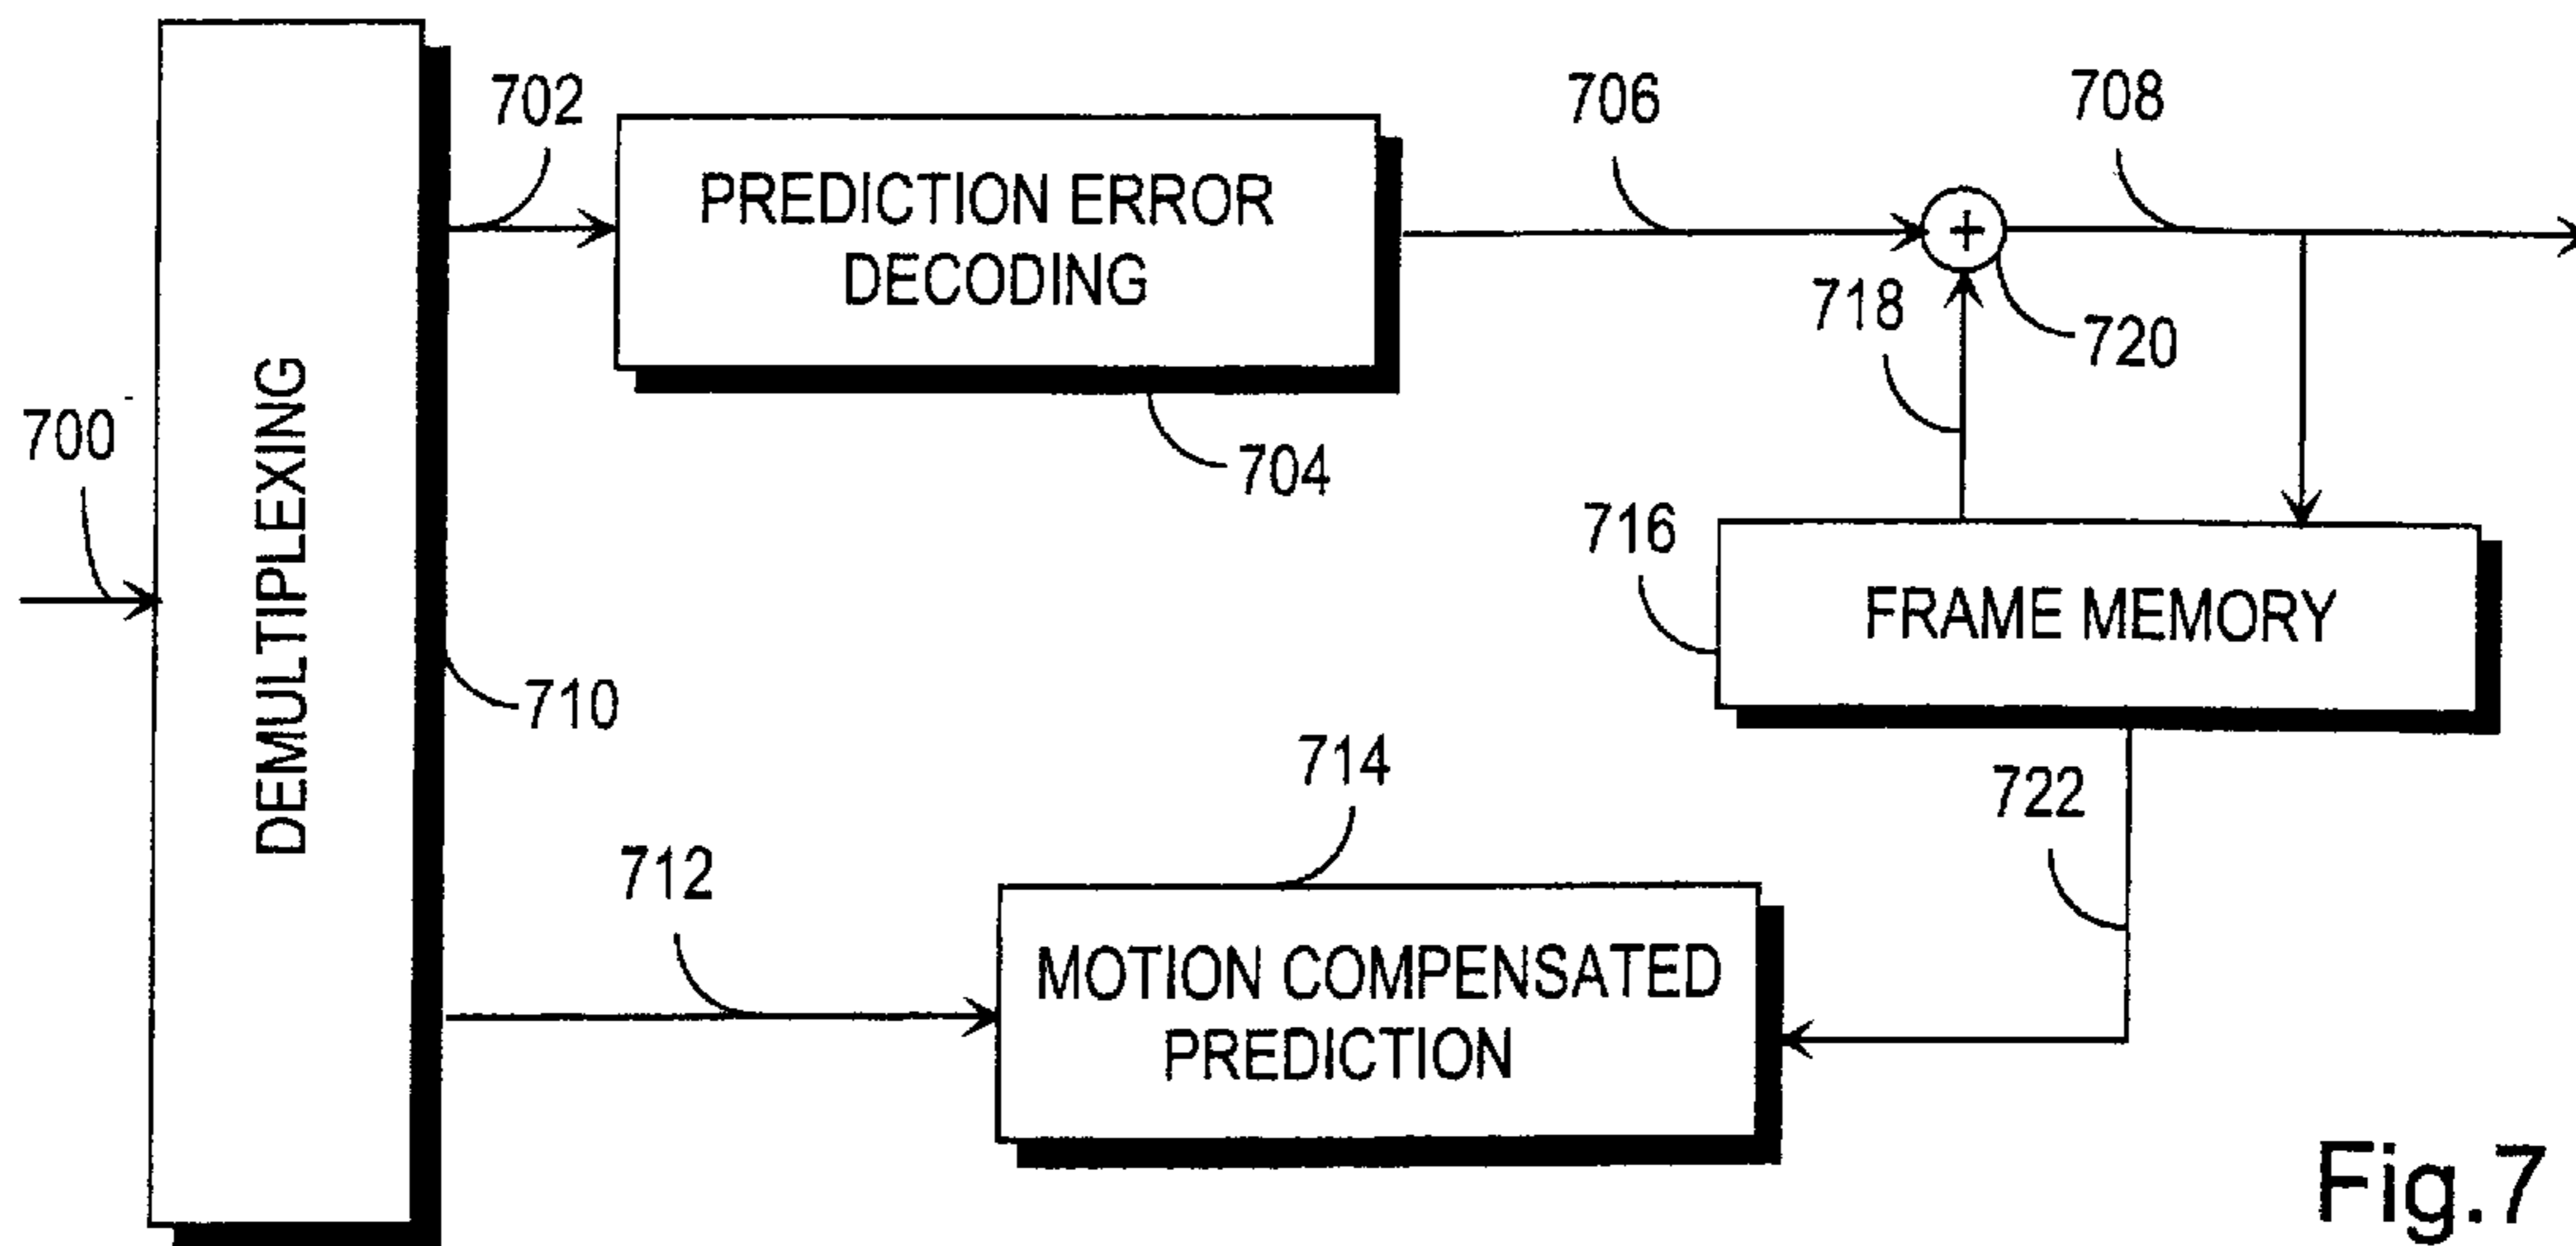 702
706
708
PREDICTION ERROR
DECODING
+
718
720
700
DEMULTIPLEXING
704
716
FRAME MEMORY
710
714
722
712
MOTION COMPENSATED
PREDICTION
Fig.7